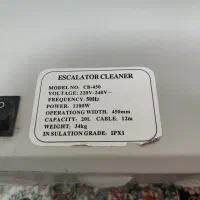 ESCALATOR CLEANER
MODEL NO: CB-450
VOLTAGE: 220V-240V~
FREQUENCY: 50Hz
POWER: 1100W
OPERATIONG WIDTH: 450mm
CAPACITY: 20L CABLE: 12m
WEIGHT: 34kg
IN SULATION GRADE: IPX1